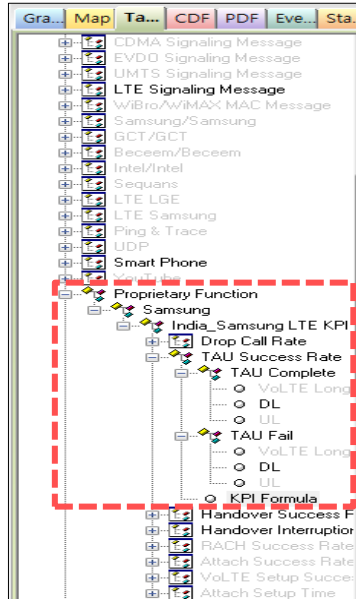 Gra... Map Ta... CDF PDF Eve... Sta.
CDMA Signaling Message
EVDO Signaling Message
UMTS Signaling Message
LTE Signaling Message
WiBro/WiMAX MAC Message
Samsung/Samsung
GCT/GCT
Beceem/Beceem
Intel/Intel
Sequans
LTE LGE
LTE Samsung
Ping & Trace
UDP
Smart Phone
YouTube
Proprietary Function
Samsung
India_Samsung LTE KPI
Drop Call Rate
TAU Success Rate
TAU Complete
VoLTE Long
DL
UL
TAU Fail
VoLTE Long
DL
UL
KPI Formula
Handover Success F
Handover Interruption
RACH Success Rate
Attach Success Rate
VoLTE Setup Succe
Attach Setup Time